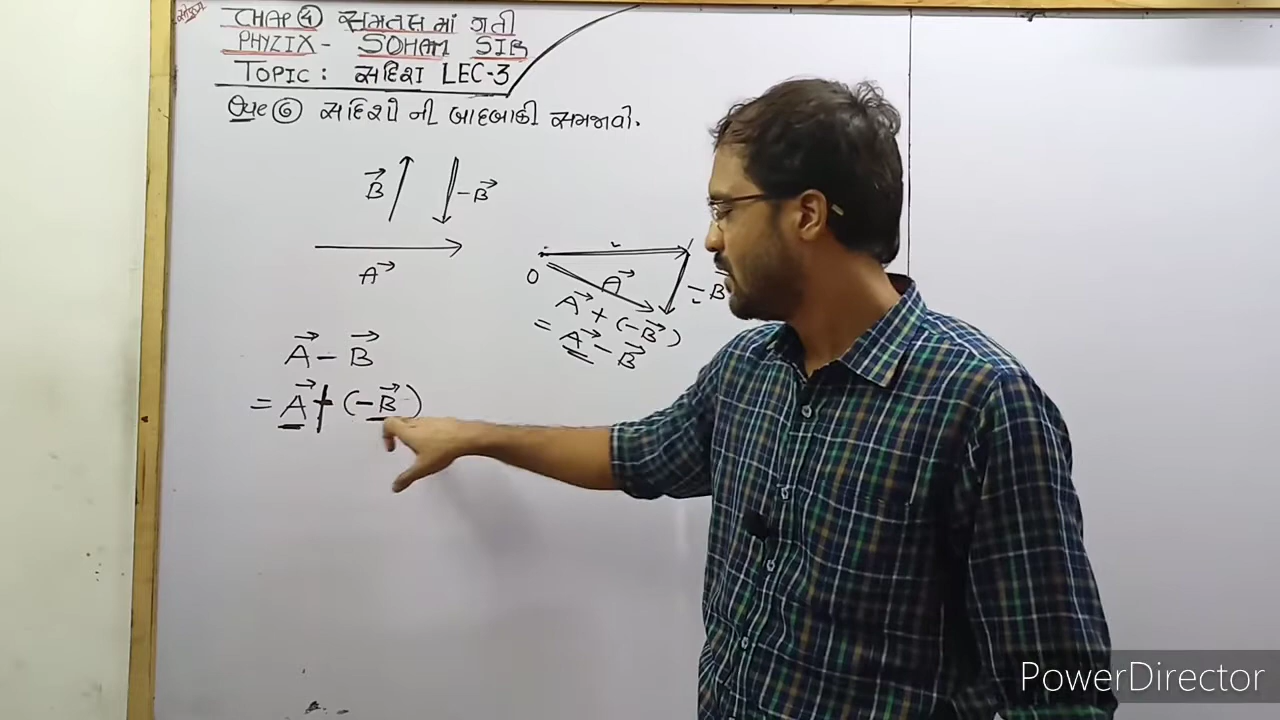 CHAP ④ સમતલ માં ગતી
PHYZIX - SOHAM SIR
TOPIC : સદિશ LEC-3
Que ⑥ સદિશો ની બાદબાકી સમજાવો.
B⃗
-B⃗
A⃗
O
A⃗
-B
A⃗ + (-B⃗)
= A⃗ - B⃗
A⃗ - B⃗
= A⃗ + (-B⃗)
PowerDirector